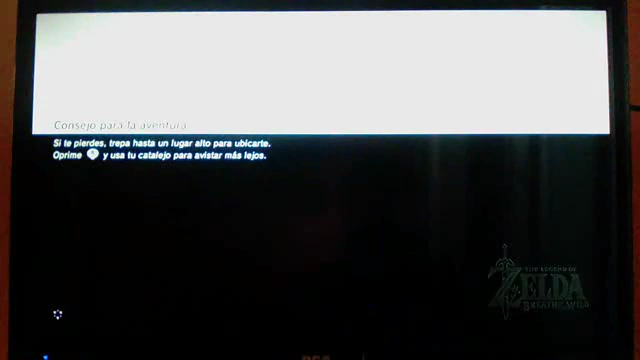 Consejo para la aventura
Si te pierdes, trepa hasta un lugar alto para ubicarte.
Oprime y usa tu catalejo para avistar más lejos.
THE LEGEND OF
ZELDA
BREATH OF THE WILD
RCA